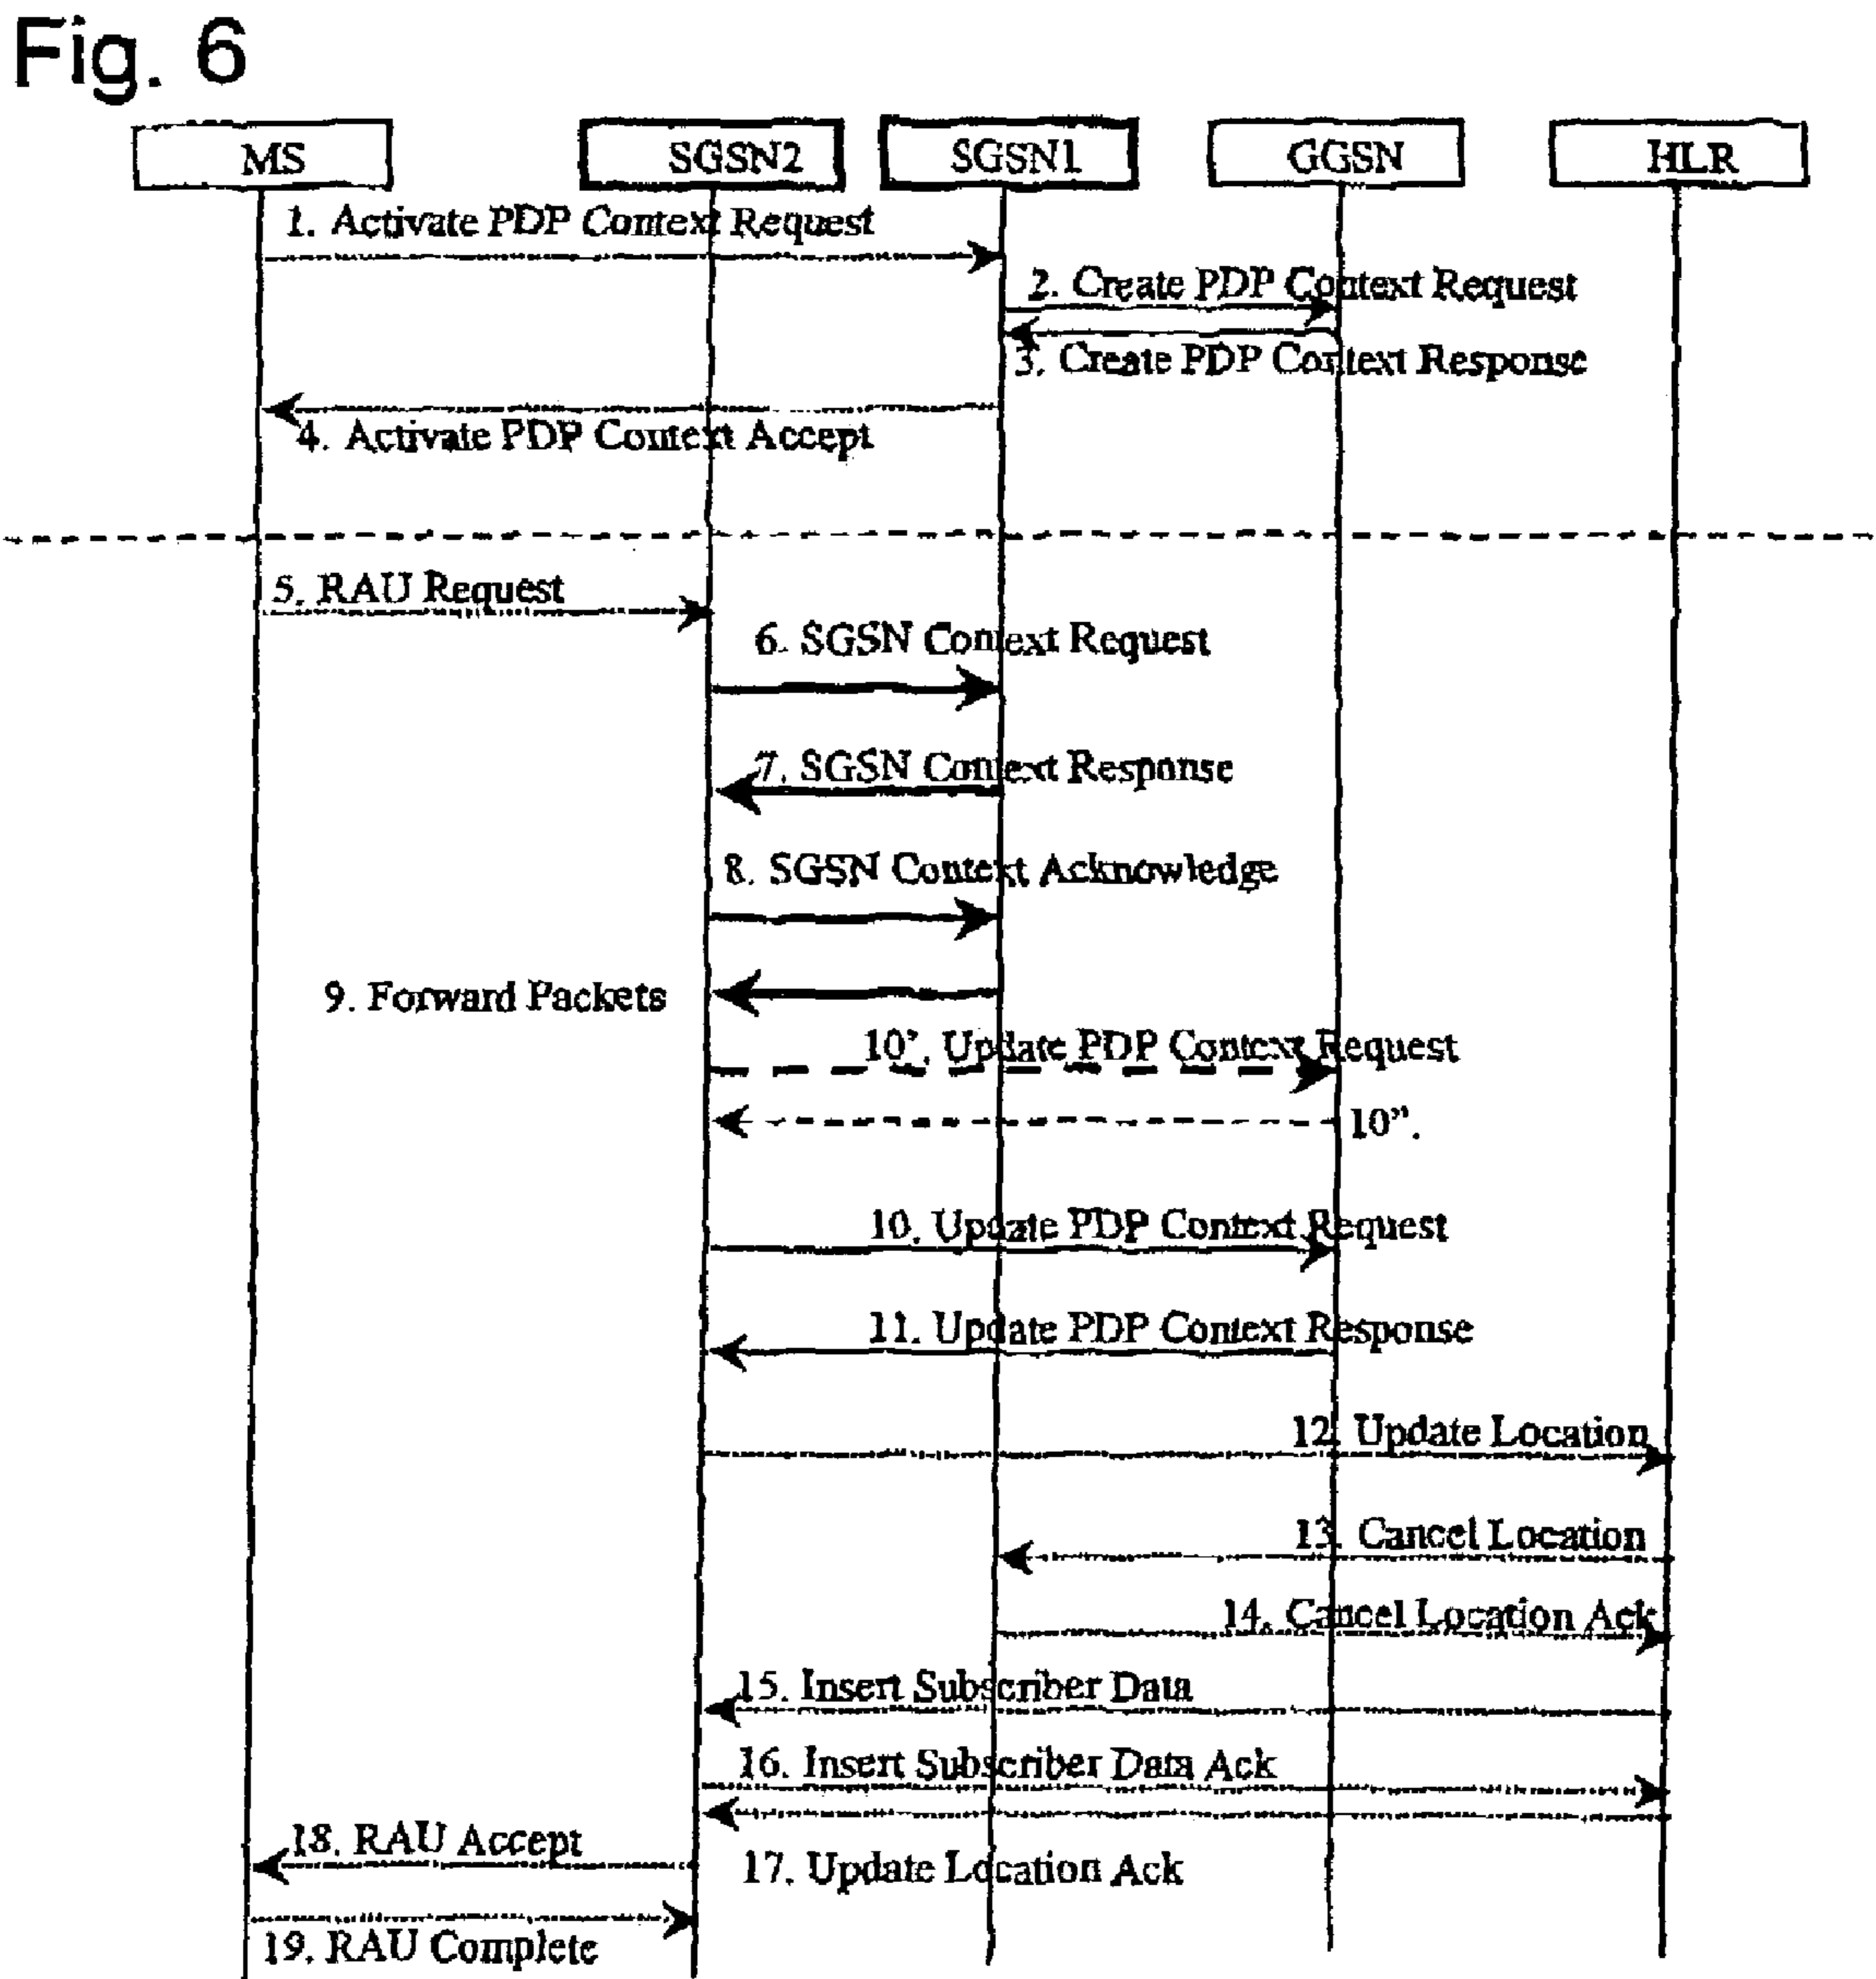 Fig. 6
MS SGSN2 SGSN1 GGSN HLR
1. Activate PDP Context Request
2. Create PDP Context Request
3. Create PDP Context Response
4. Activate PDP Context Accept
5. RAU Request
6. SGSN Context Request
7. SGSN Context Response
8. SGSN Context Acknowledge
9. Forward Packets
10'. Update PDP Context Request
10".
10. Update PDP Context Request
11. Update PDP Context Response
12. Update Location
13. Cancel Location
14. Cancel Location Ack
15. Insert Subscriber Data
16. Insert Subscriber Data Ack
18. RAU Accept
17. Update Location Ack
19. RAU Complete